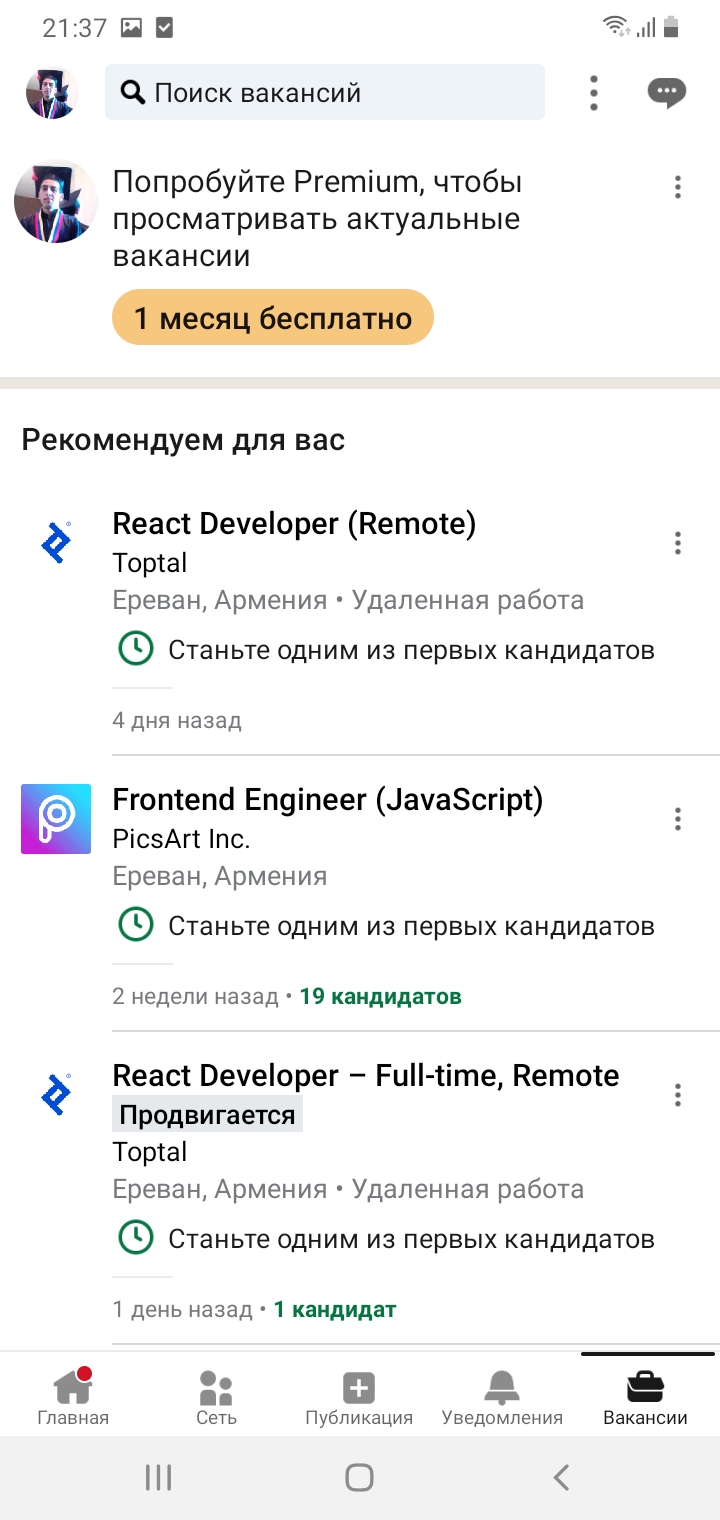 21:37
Поиск вакансий
Попробуйте Premium, чтобы
просматривать актуальные
вакансии
1 месяц бесплатно
Рекомендуем для вас
React Developer (Remote)
Toptal
Ереван, Армения • Удаленная работа
Станьте одним из первых кандидатов
4 дня назад
Frontend Engineer (JavaScript)
PicsArt Inc.
Ереван, Армения
Станьте одним из первых кандидатов
2 недели назад • 19 кандидатов
React Developer – Full-time, Remote
Продвигается
Toptal
Ереван, Армения • Удаленная работа
Станьте одним из первых кандидатов
1 день назад • 1 кандидат
Главная Сеть Публикация Уведомления Вакансии